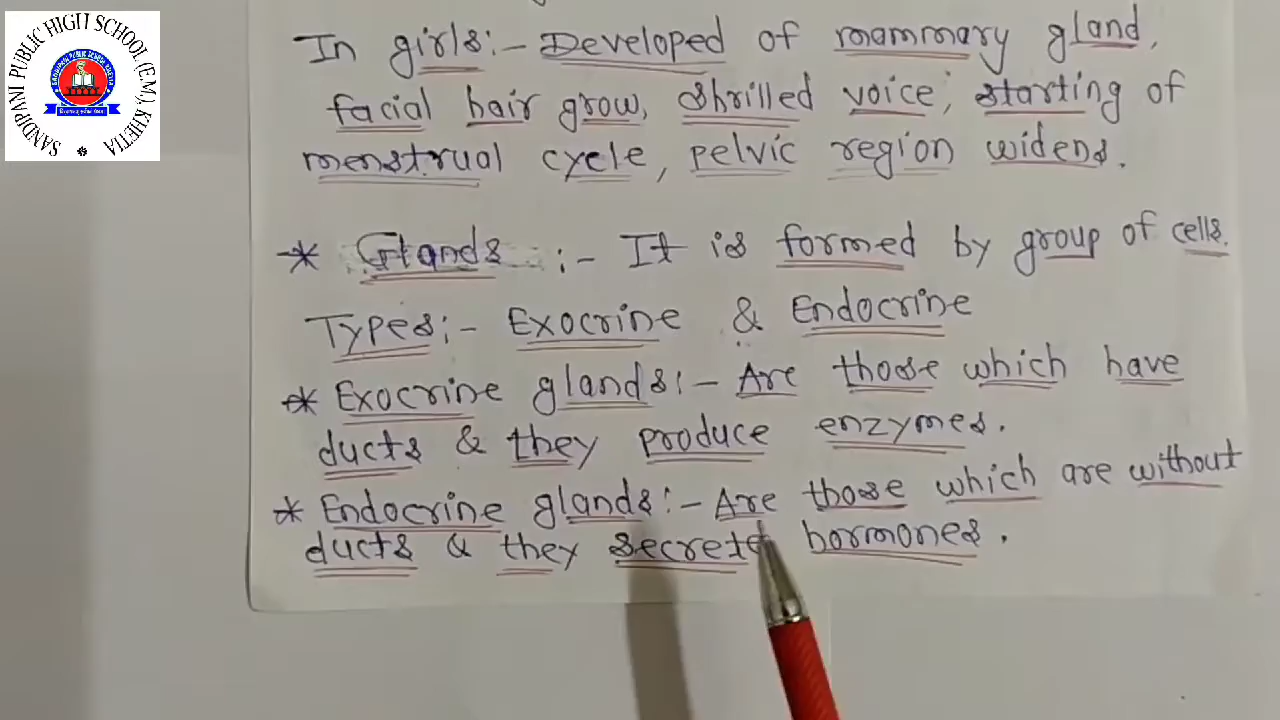 SANDIPANI PUBLIC HIGH SCHOOL (E.M.), KHETIA
In girls:- Developed of mammary gland,
facial hair grow, Shrilled voice, starting of
menstrual cycle, pelvic region widens.
* Glands :- It is formed by group of cells.
Types:- Exocrine & Endocrine
* Exocrine glands:- Are those which have
ducts & they produce enzymes.
* Endocrine glands:- Are those which are without
ducts & they secrete hormones.